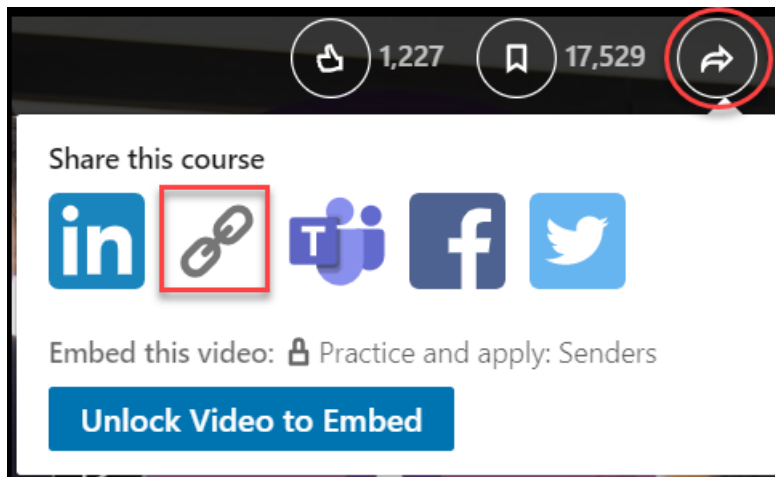 1,227 17,529
Share this course
in T f
Embed this video: Practice and apply: Senders
Unlock Video to Embed